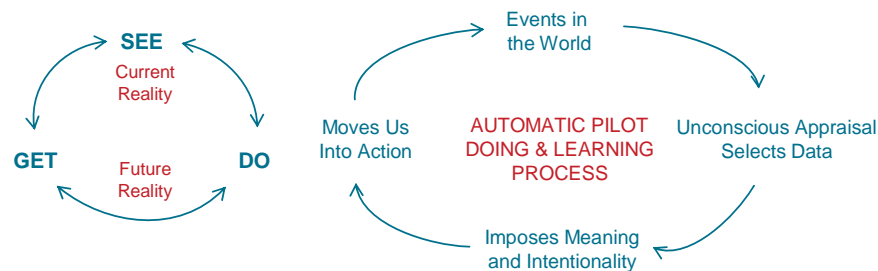 SEE
Current
Reality
GET
Future
Reality
DO
Events in
the World
Moves Us
Into Action
AUTOMATIC PILOT
DOING & LEARNING
PROCESS
Unconscious Appraisal
Selects Data
Imposes Meaning
and Intentionality